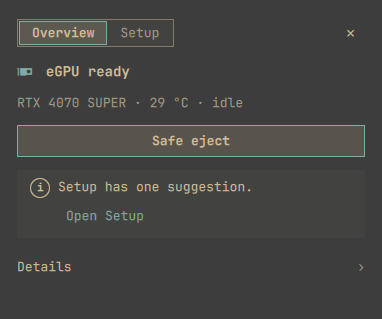 Overview Setup ×
eGPU ready
RTX 4070 SUPER · 29 °C · idle
Safe eject
i Setup has one suggestion.
Open Setup
Details ›